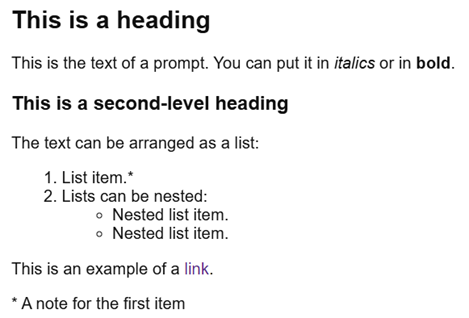 This is a heading
This is the text of a prompt. You can put it in italics or in bold.
This is a second-level heading
The text can be arranged as a list:
1. List item.*
2. Lists can be nested:
◦ Nested list item.
◦ Nested list item.
This is an example of a link.
* A note for the first item